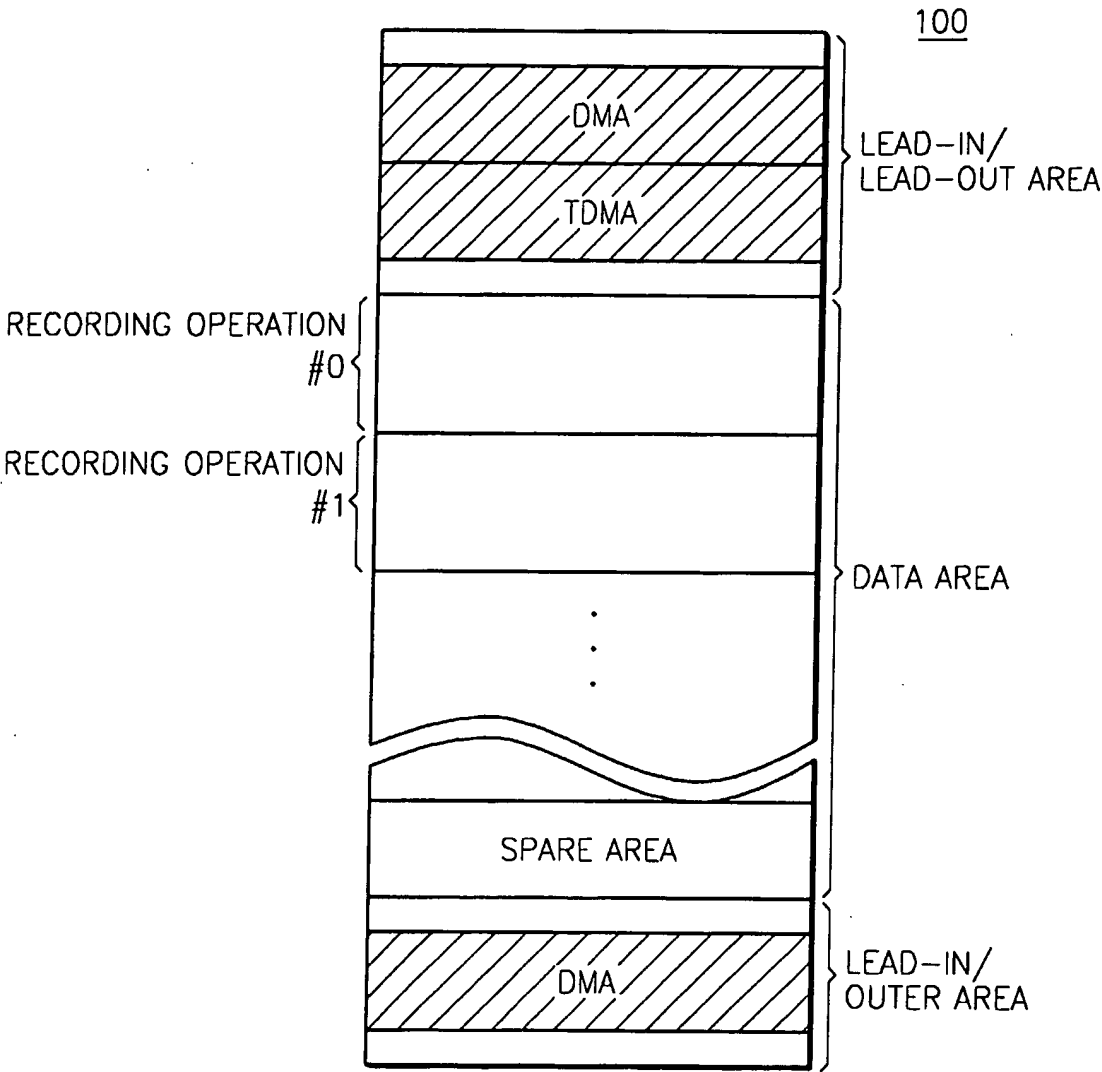 100
DMA
LEAD-IN/
LEAD-OUT AREA
TDMA
RECORDING OPERATION
#0
RECORDING OPERATION
#1
DATA AREA
SPARE AREA
DMA
LEAD-IN/
OUTER AREA